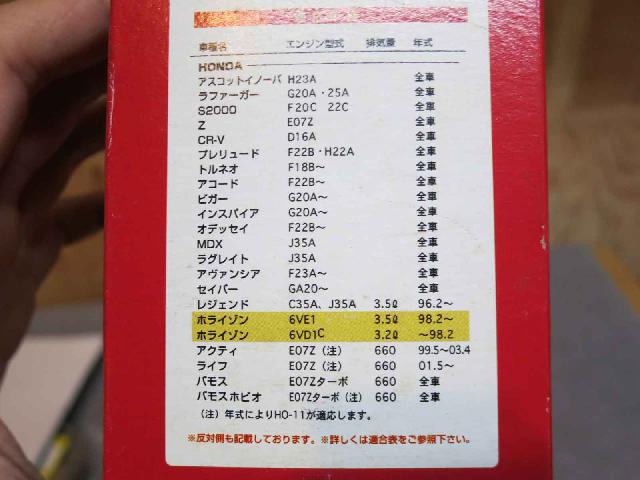 車種名 エンジン型式 排気量 年式
HONDA
アスコットイノーバ H23A 全車
ラファーガー G20A・25A 全車
S2000 F20C 22C 全車
Z E07Z 全車
CR-V D16A 全車
プレリュード F22B・H22A 全車
トルネオ F18B～ 全車
アコード F22B～ 全車
ビガー G20A～ 全車
インスパイア G20A～ 全車
オデッセイ F22B～ 全車
MDX J35A 全車
ラグレイト J35A 全車
アヴァンシア F23A～ 全車
セイバー GA20～ 全車
レジェンド C35A、J35A 3.5ℓ 96.2～
ホライゾン 6VE1 3.5ℓ 98.2～
ホライゾン 6VD1C 3.2ℓ ～98.2
アクティ E07Z（注） 660 99.5～03.4
ライフ E07Z（注） 660 01.5～
バモス E07Zターボ 660 全車
バモスホビオ E07Zターボ（注） 660 全車
（注）年式によりHO-11が適応します。
※反対側も記載しております。※詳しくは適合表をご参照下さい。